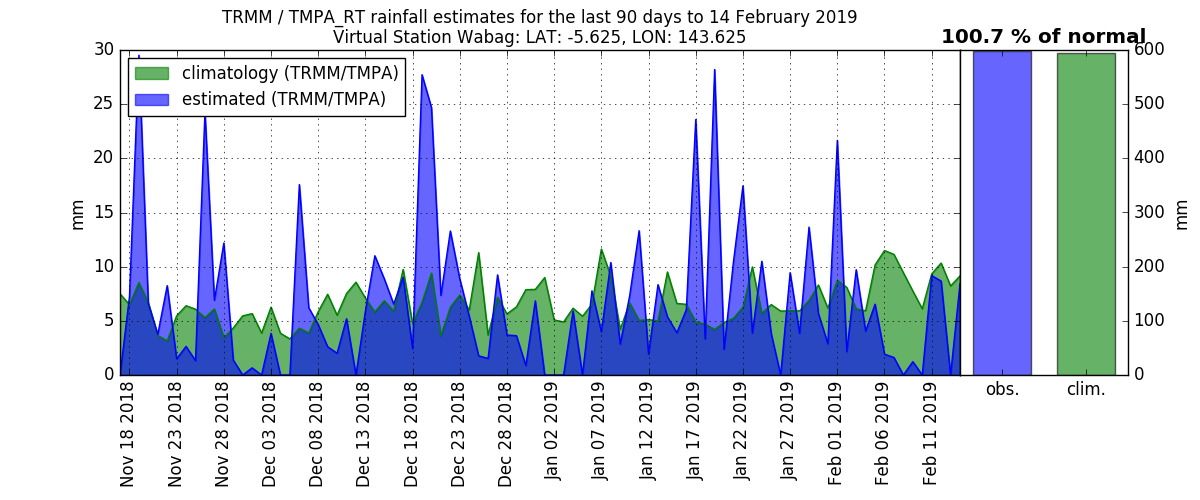 TRMM / TMPA_RT rainfall estimates for the last 90 days to 14 February 2019
Virtual Station Wabag: LAT: -5.625, LON: 143.625
100.7 % of normal
climatology (TRMM/TMPA)
estimated (TRMM/TMPA)
30
25
20
15
10
5
0
mm
Nov 18 2018
Nov 23 2018
Nov 28 2018
Dec 03 2018
Dec 08 2018
Dec 13 2018
Dec 18 2018
Dec 23 2018
Dec 28 2018
Jan 02 2019
Jan 07 2019
Jan 12 2019
Jan 17 2019
Jan 22 2019
Jan 27 2019
Feb 01 2019
Feb 06 2019
Feb 11 2019
obs.
clim.
600
500
400
300
200
100
0
mm